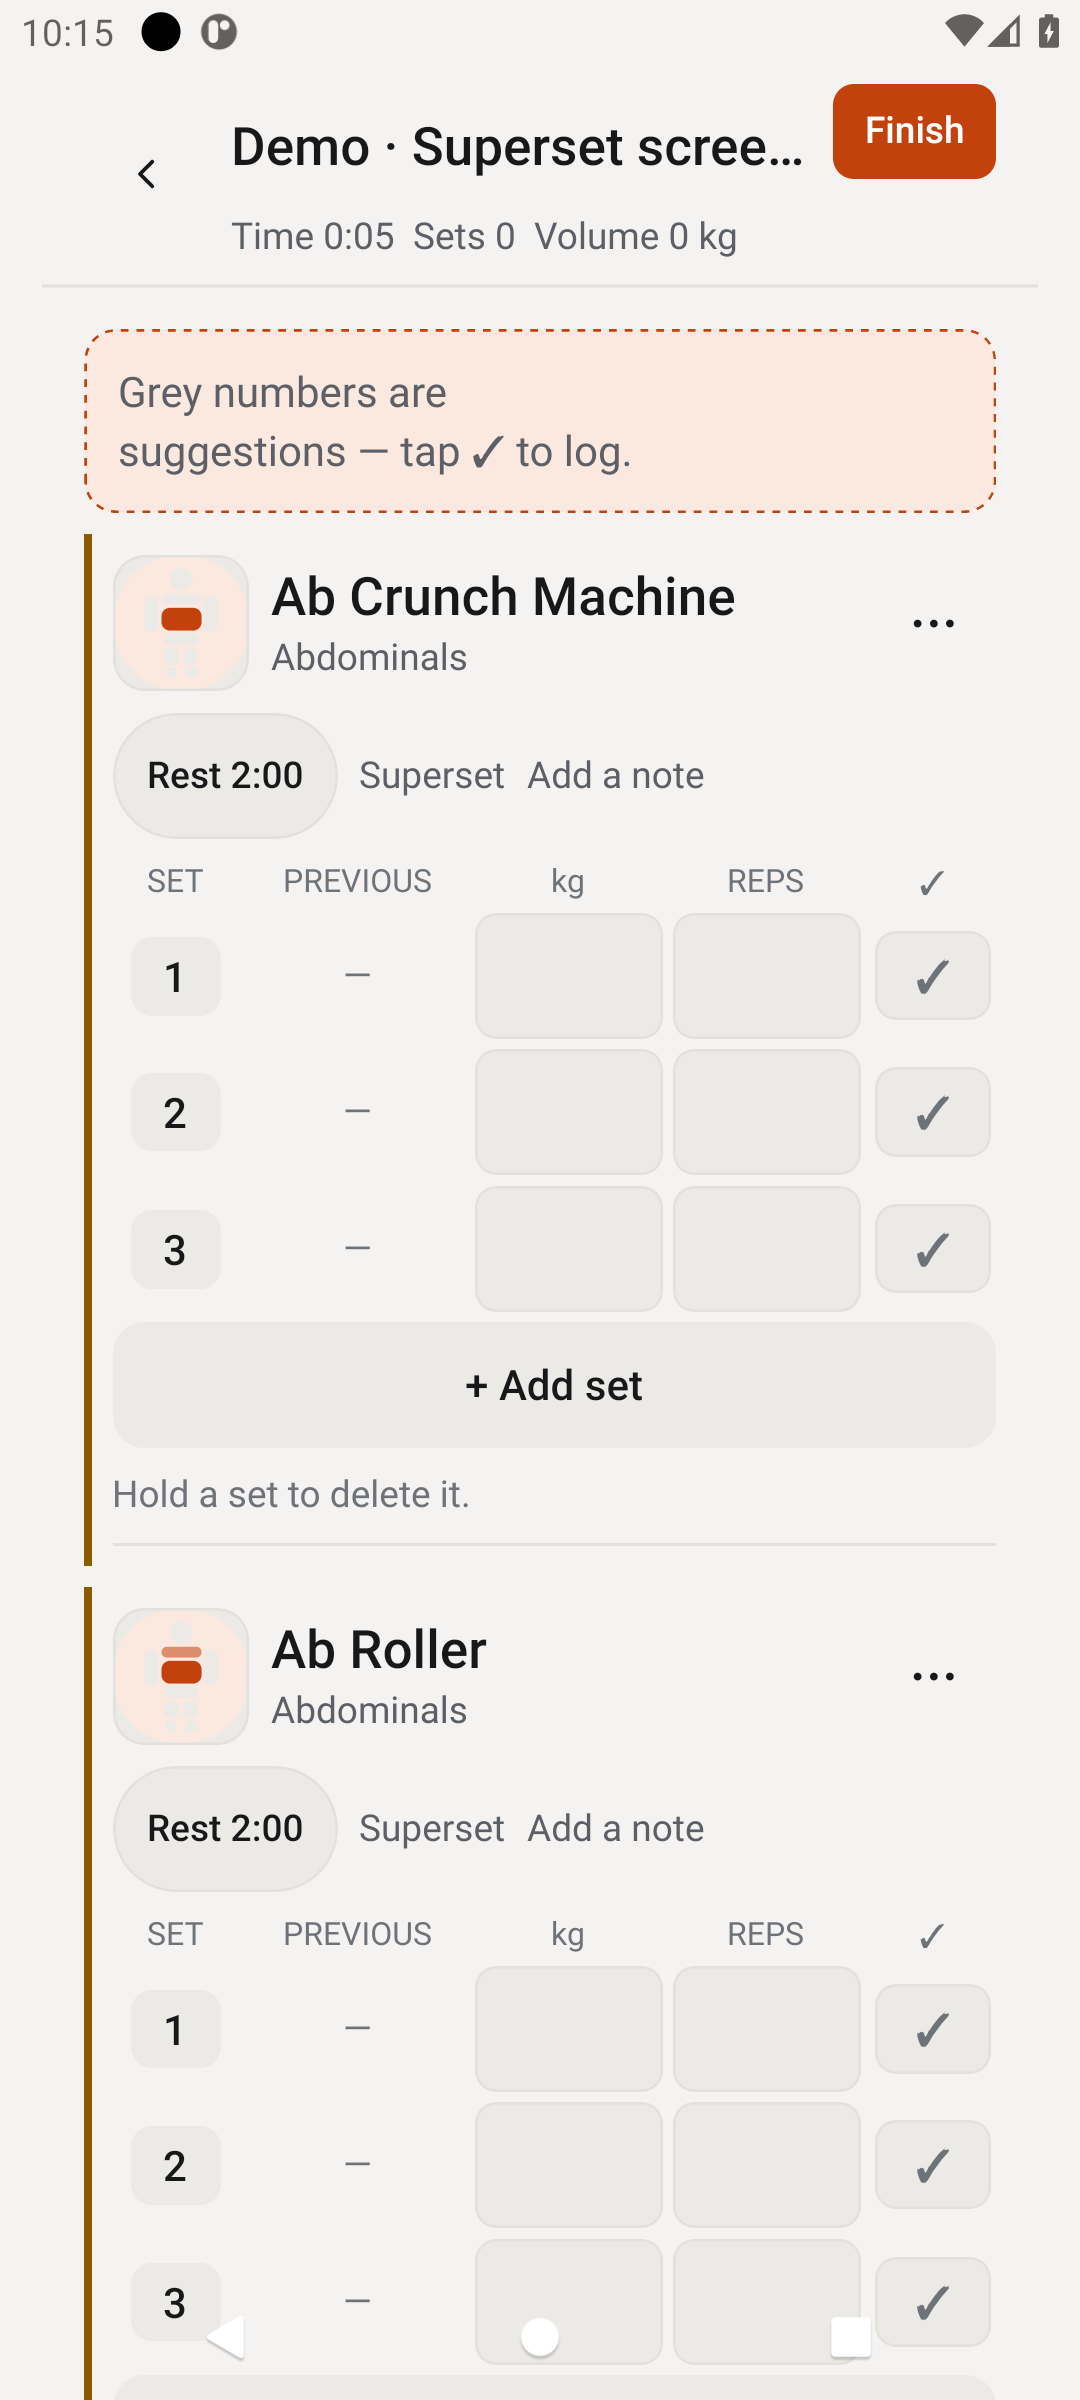 10:15
Demo · Superset scree...
Finish
Time 0:05 Sets 0 Volume 0 kg
Grey numbers are
suggestions — tap ✓ to log.
Ab Crunch Machine
Abdominals
Rest 2:00 Superset Add a note
SET PREVIOUS kg REPS ✓
1 — ✓
2 — ✓
3 — ✓
+ Add set
Hold a set to delete it.
Ab Roller
Abdominals
Rest 2:00 Superset Add a note
SET PREVIOUS kg REPS ✓
1 — ✓
2 — ✓
3 — ✓